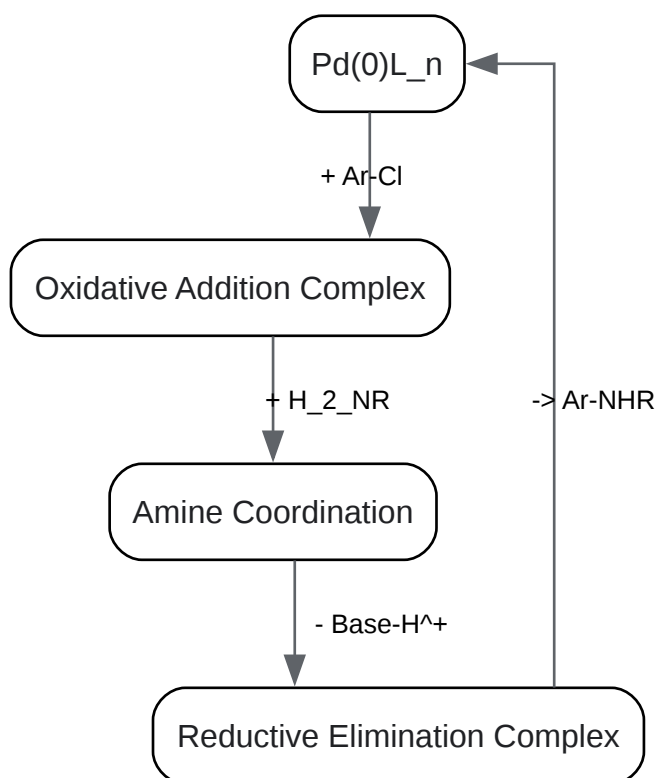 Pd(0)L_n
+ Ar-Cl
Oxidative Addition Complex
+ H_2_NR
-> Ar-NHR
Amine Coordination
- Base-H^+
Reductive Elimination Complex